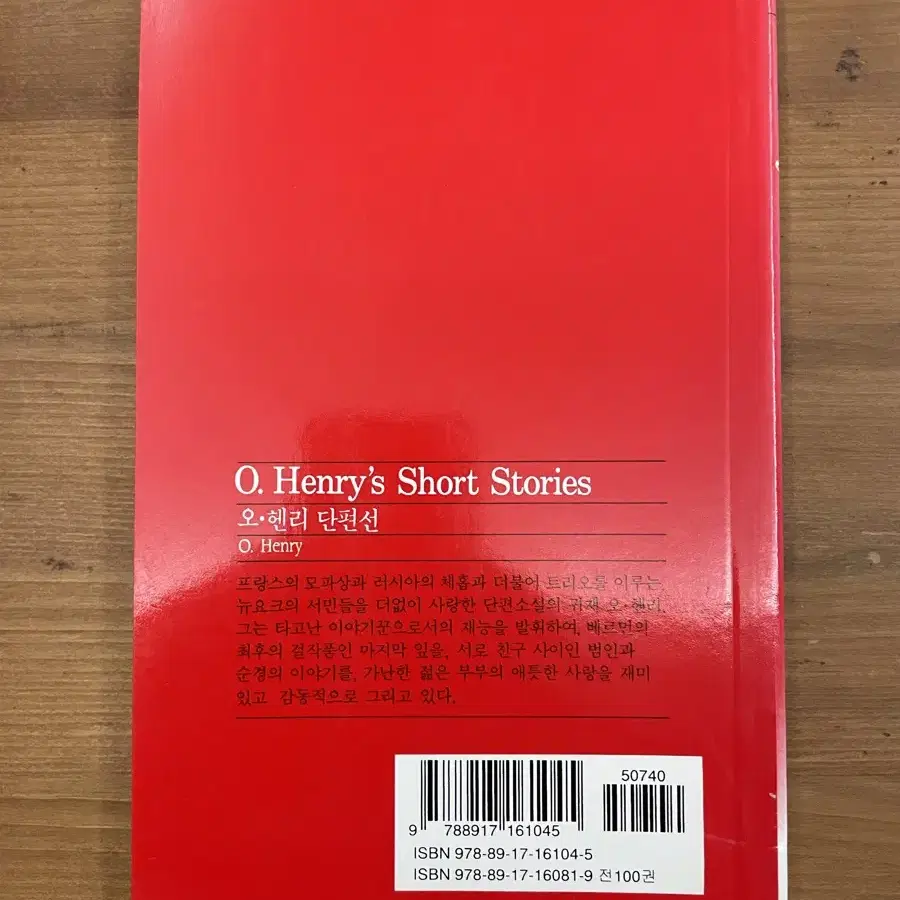 O. Henry's Short Stories
오·헨리 단편선
O. Henry
프랑스의 모파상과 러시아의 체홉과 더불어 트리오를 이루는,
뉴요크의 서민들을 더없이 사랑한 단편소설의 귀재 오·헨리.
그는 타고난 이야기꾼으로서의 재능을 발휘하여, 베르먼의
최후의 걸작품인 마지막 잎을, 서로 친구 사이인 범인과
순경의 이야기를, 가난한 젊은 부부의 애틋한 사랑을 재미
있고 감동적으로 그리고 있다.
50740
9 788917 161045
ISBN 978-89-17-16104-5
ISBN 978-89-17-16081-9 전100권